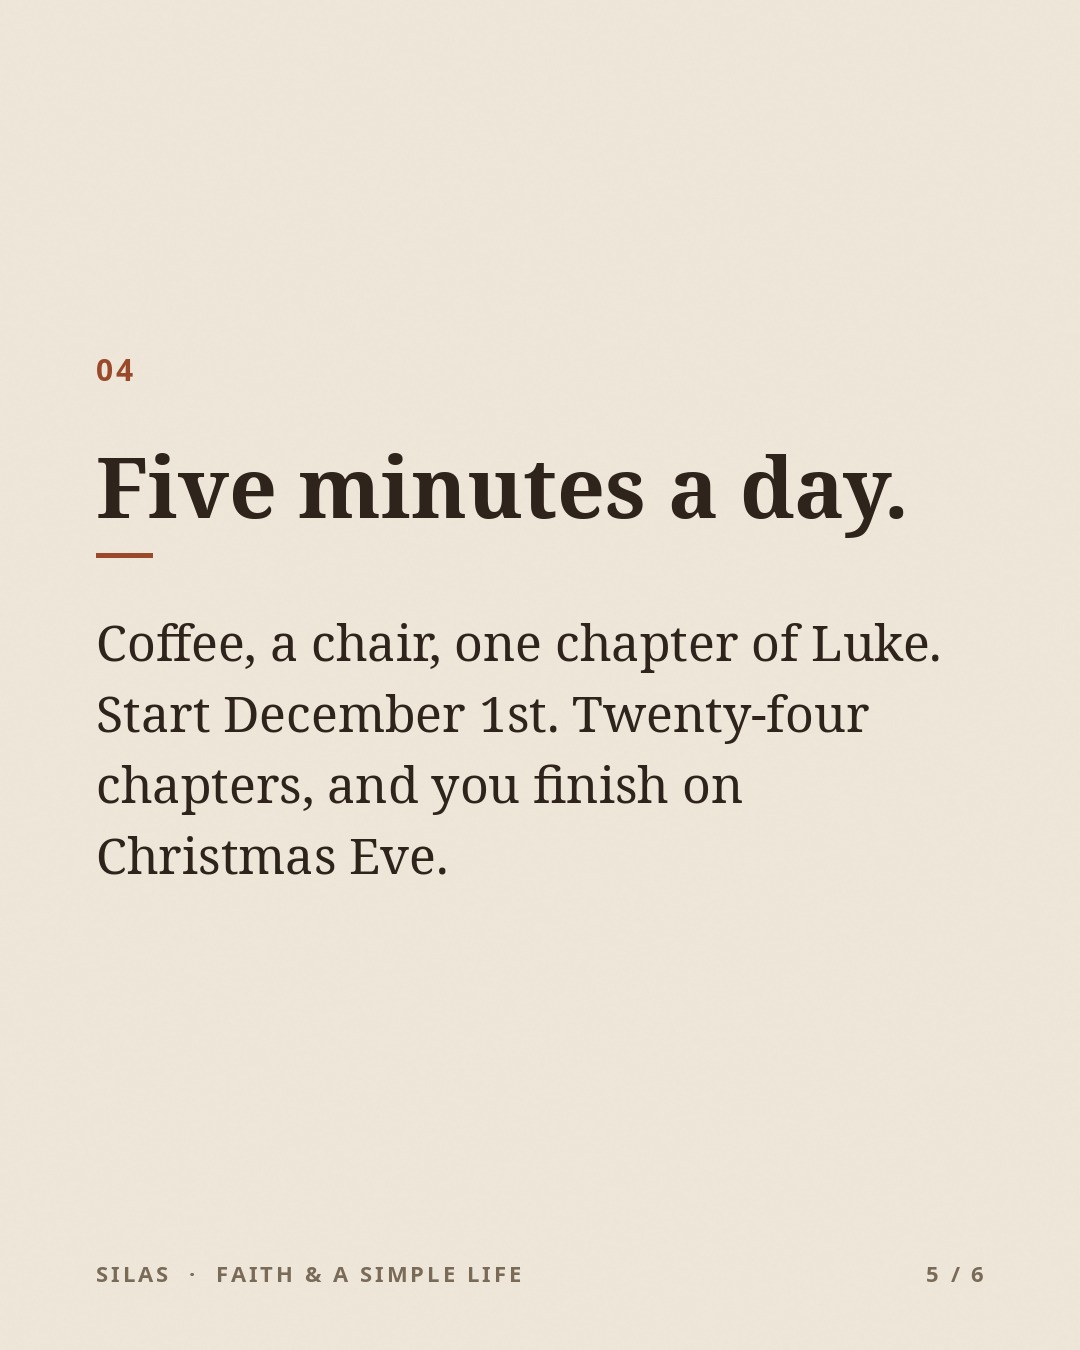 04
Five minutes a day.
Coffee, a chair, one chapter of Luke.
Start December 1st. Twenty-four
chapters, and you finish on
Christmas Eve.
SILAS · FAITH & A SIMPLE LIFE
5 / 6